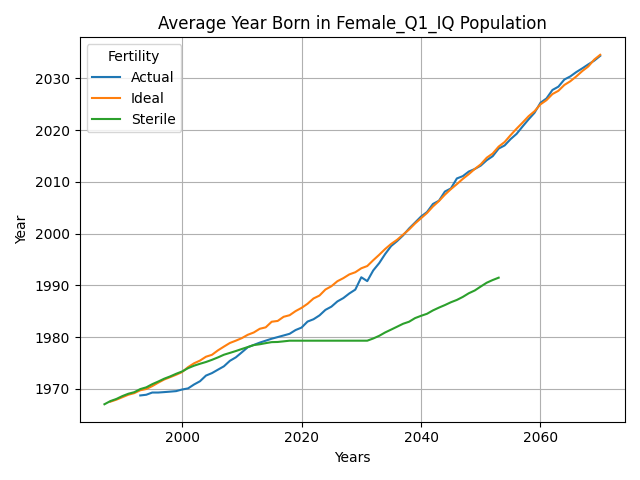 Average Year Born in Female_Q1_IQ Population
Fertility
Actual
Ideal
Sterile
Year
2030
2020
2010
2000
1990
1980
1970
2000
2020
2040
2060
Years